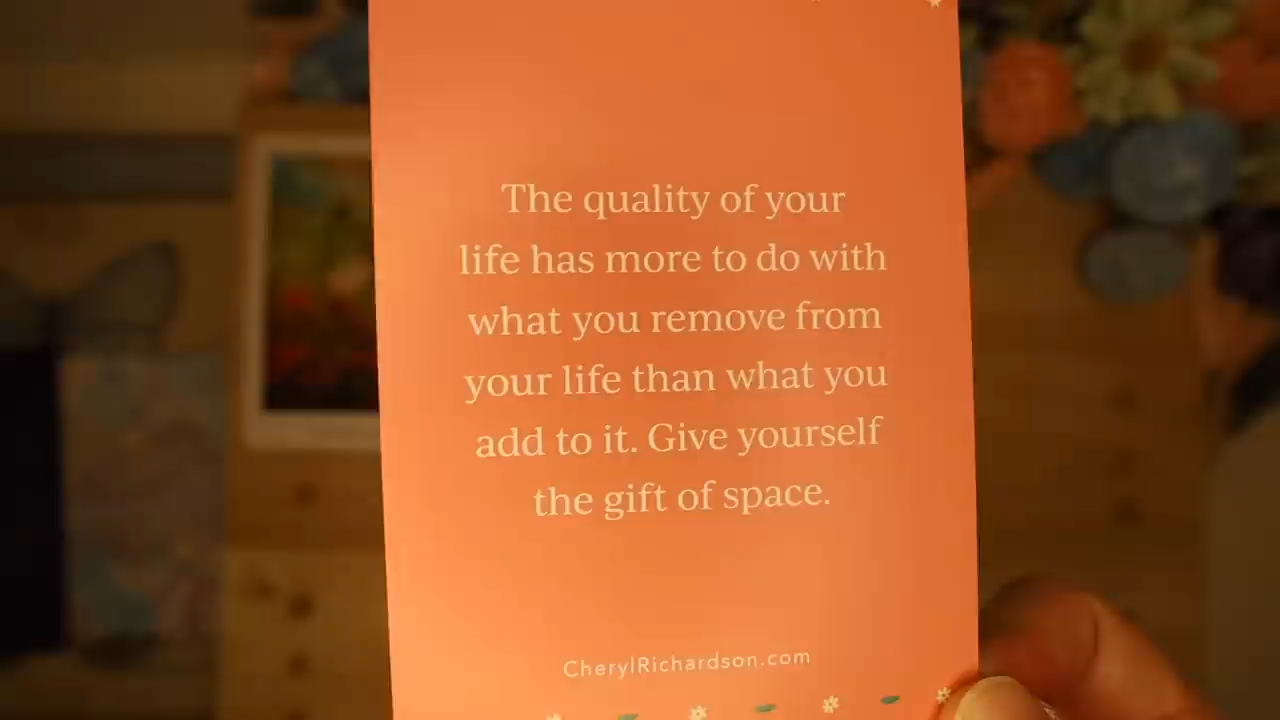 The quality of your
life has more to do with
what you remove from
your life than what you
add to it. Give yourself
the gift of space.
CherylRichardson.com